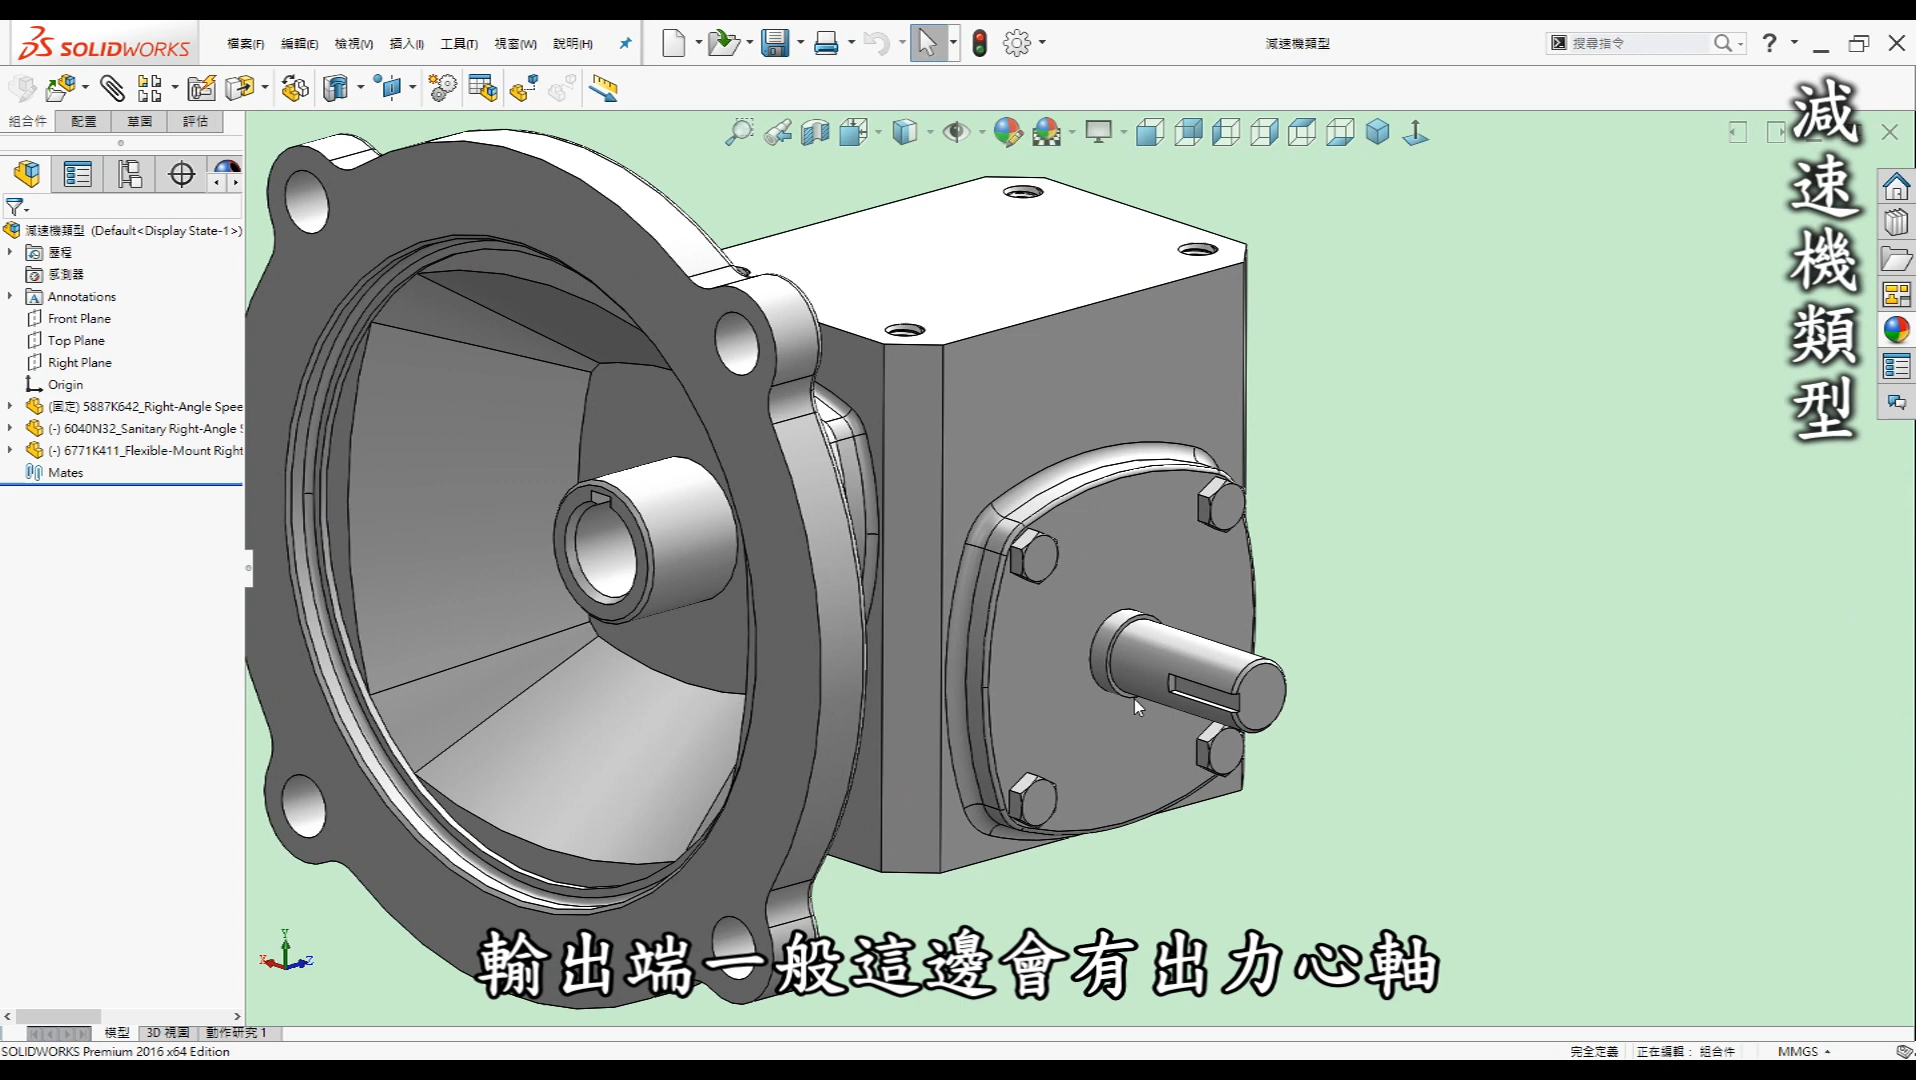 SOLIDWORKS
檔案(F) 編輯(E) 檢視(V) 插入(I) 工具(T) 視窗(W) 說明(H)
減速機類型
搜尋指令
組合件 配置 草圖 評估
減速機類型 (Default<Display State-1>)
歷程
感測器
Annotations
Front Plane
Top Plane
Right Plane
Origin
(固定) 5887K642_Right-Angle Spee
(-) 6040N32_Sanitary Right-Angle S
(-) 6771K411_Flexible-Mount Right
Mates
減速機類型
Y
X
Z
輸出端一般這邊會有出力心軸
模型 3D 視圖 動作研究 1
SOLIDWORKS Premium 2016 x64 Edition
完全定義 正在編輯： 組合件 MMGS